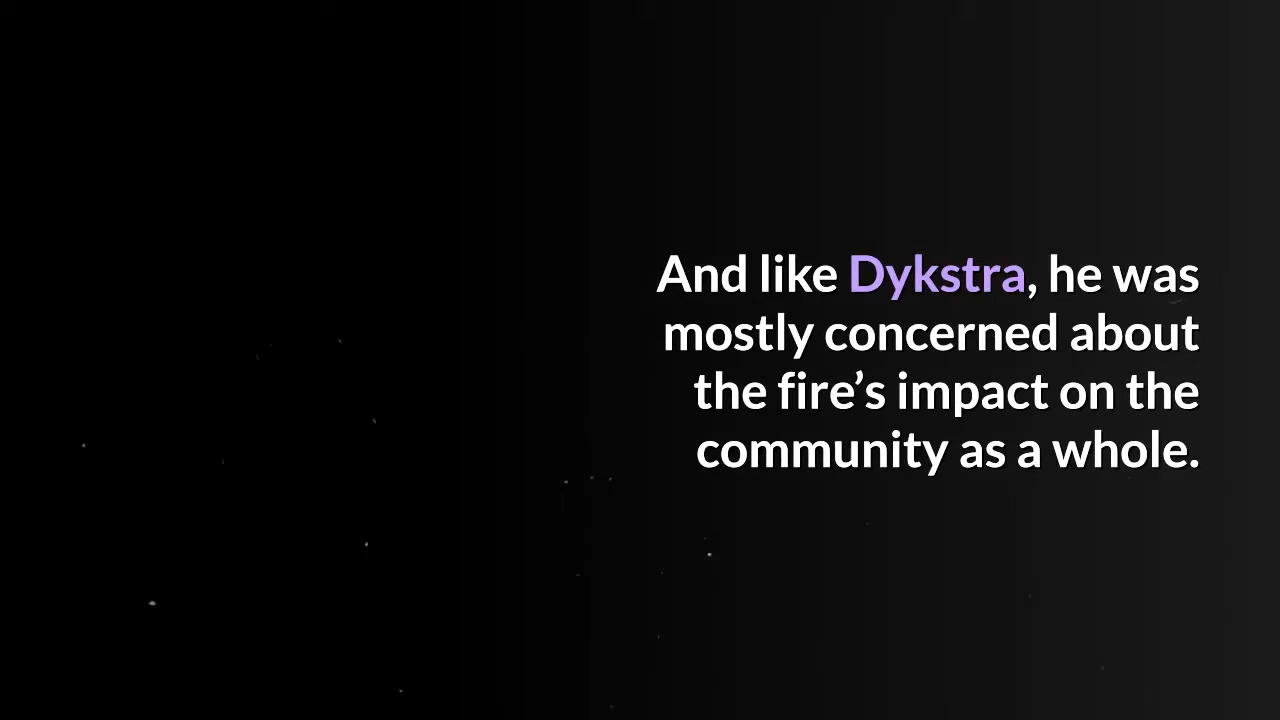 And like Dykstra, he was
mostly concerned about
the fire’s impact on the
community as a whole.